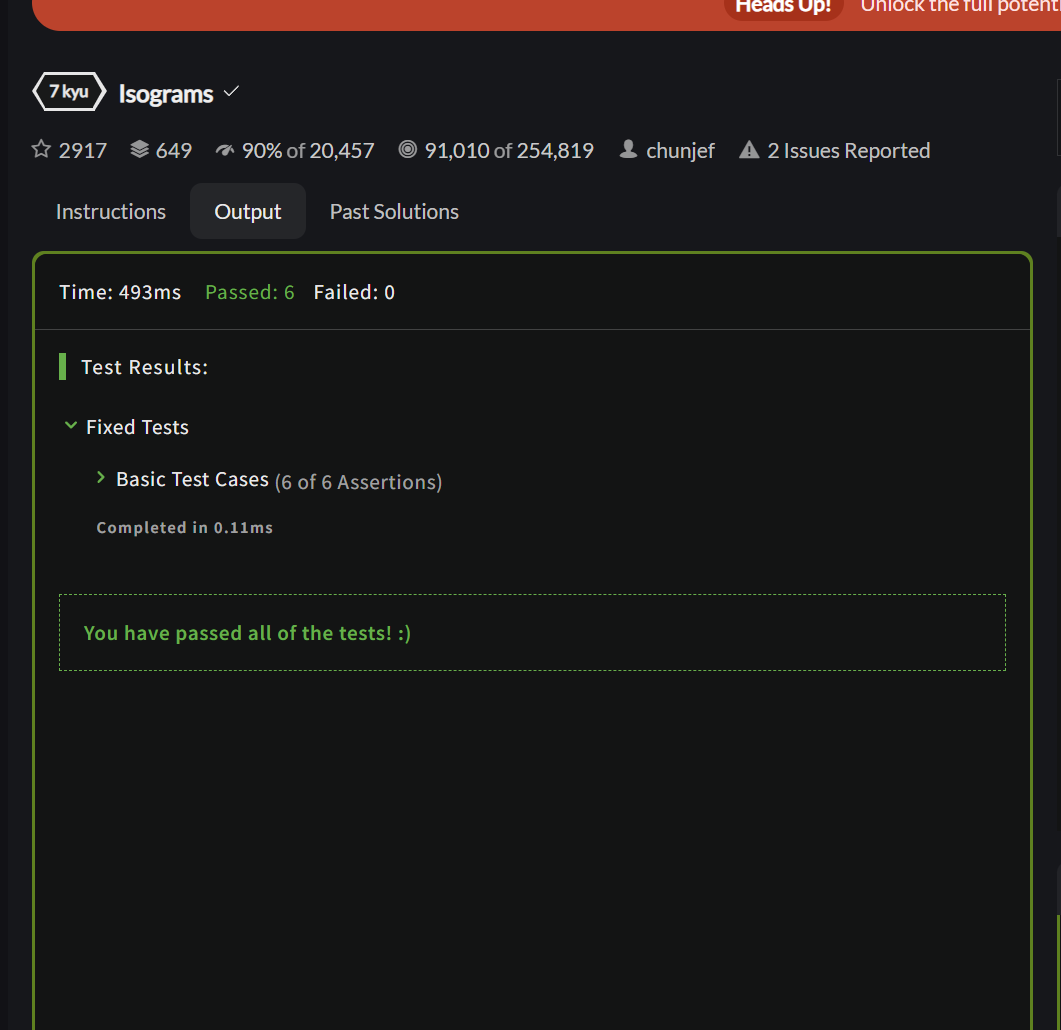 Heads Up! Unlock the full potent
7 kyu Isograms
2917 649 90% of 20,457 91,010 of 254,819 chunjef 2 Issues Reported
Instructions Output Past Solutions
Time: 493ms Passed: 6 Failed: 0
Test Results:
Fixed Tests
Basic Test Cases (6 of 6 Assertions)
Completed in 0.11ms
You have passed all of the tests! :)